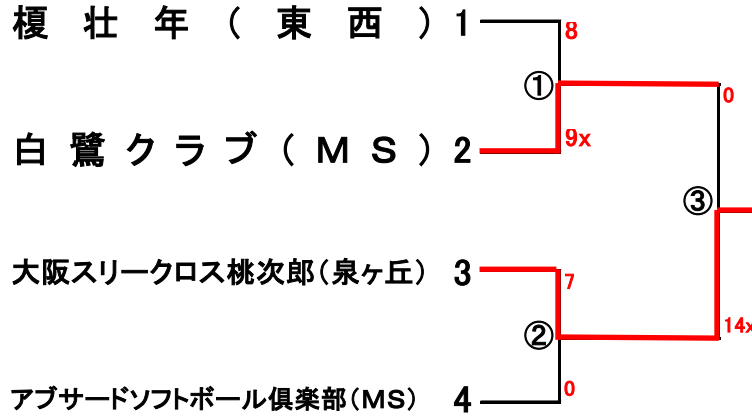 榎壮年(東西) 1
8
①
0
9x
白鷺クラブ(MS) 2
③
大阪スリークロス桃次郎(泉ヶ丘) 3
7
②
14x
0
アブサードソフトボール倶楽部(MS) 4